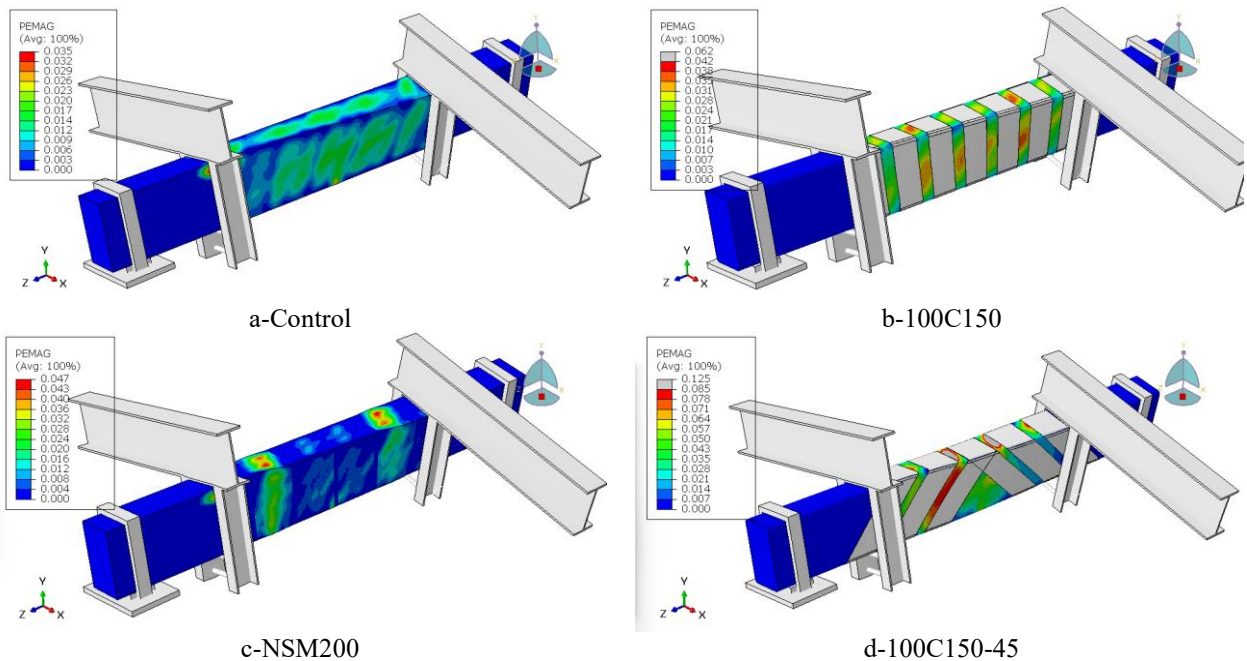 PEMAG
(Avg: 100%)
0.035
0.032
0.029
0.026
0.023
0.020
0.017
0.014
0.012
0.009
0.006
0.003
0.000
Y
X
Y
Z
X
a-Control
PEMAG
(Avg: 100%)
0.062
0.042
0.038
0.035
0.031
0.028
0.024
0.021
0.017
0.014
0.010
0.007
0.003
0.000
Y
X
Y
Z
X
b-100C150
PEMAG
(Avg: 100%)
0.047
0.043
0.040
0.036
0.032
0.028
0.024
0.020
0.016
0.012
0.008
0.004
0.000
Y
X
Y
Z
X
c-NSM200
PEMAG
(Avg: 100%)
0.125
0.085
0.078
0.071
0.064
0.057
0.050
0.043
0.035
0.028
0.021
0.014
0.007
0.000
Y
X
Y
Z
X
d-100C150-45